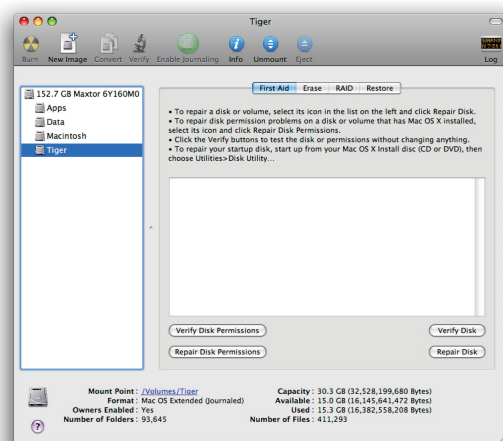 Tiger
Burn New Image Convert Verify Enable Journaling Info Unmount Eject Log
First Aid Erase RAID Restore
152.7 GB Maxtor 6Y160M0
Apps
Data
Macintosh
Tiger
• To repair a disk or volume, select its icon in the list on the left and click Repair Disk.
• To repair disk permission problems on a disk or volume that has Mac OS X installed,
select its icon and click Repair Disk Permissions.
• Click the Verify buttons to test the disk or permissions without changing anything.
• To repair your startup disk, start up from your Mac OS X Install disc (CD or DVD), then
choose Utilities>Disk Utility...
Verify Disk Permissions Verify Disk
Repair Disk Permissions Repair Disk
Mount Point : /Volumes/Tiger Capacity : 30.3 GB (32,528,199,680 Bytes)
Format : Mac OS Extended (Journaled) Available : 15.0 GB (16,145,641,472 Bytes)
Owners Enabled : Yes Used : 15.3 GB (16,382,558,208 Bytes)
Number of Folders : 93,645 Number of Files : 411,293
?